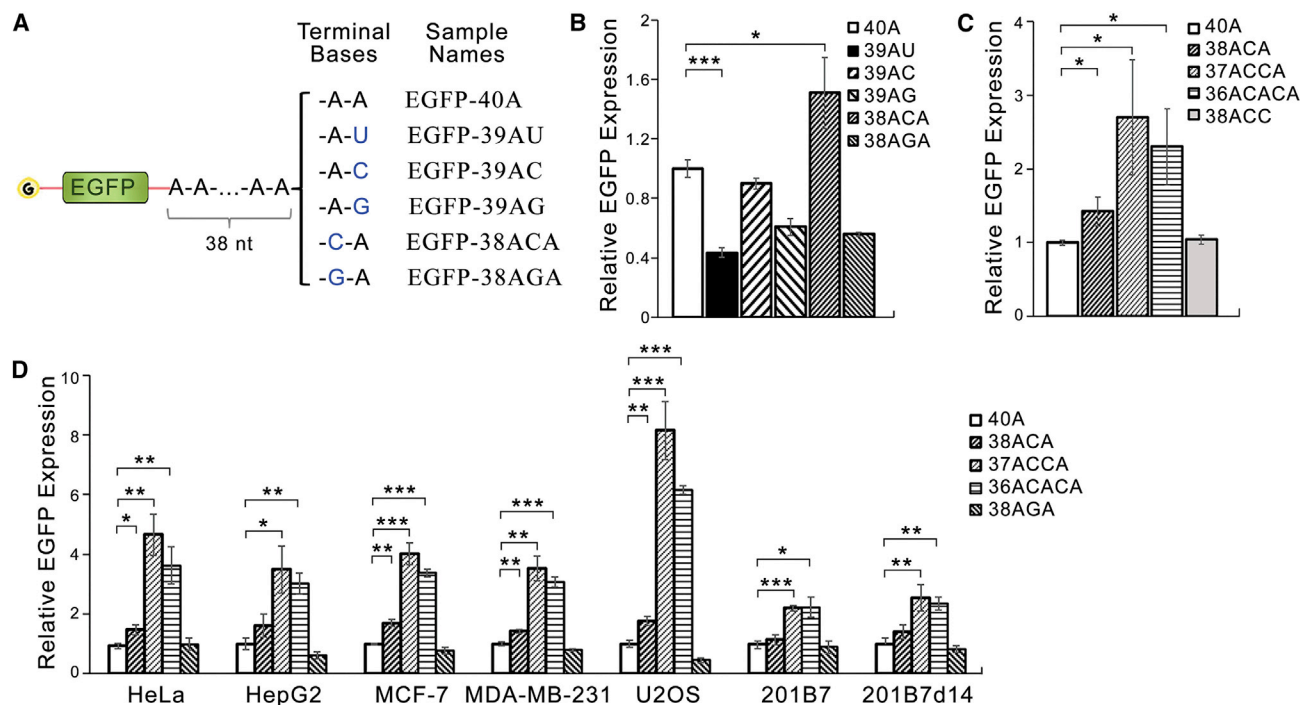 A
Terminal Bases
Sample Names
-A-A EGFP-40A
-A-U EGFP-39AU
-A-C EGFP-39AC
-A-G EGFP-39AG
-C-A EGFP-38ACA
-G-A EGFP-38AGA
G
EGFP
A-A-...-A-A
38 nt
B
Relative EGFP Expression
2
1.6
1.2
0.8
0.4
0
***
*
40A
39AU
39AC
39AG
38ACA
38AGA
C
Relative EGFP Expression
4
3
2
1
0
*
*
*
40A
38ACA
37ACCA
36ACACA
38ACC
D
Relative EGFP Expression
10
8
6
4
2
0
**
**
*
**
*
***
***
**
***
**
**
***
***
**
*
***
**
**
HeLa
HepG2
MCF-7
MDA-MB-231
U2OS
201B7
201B7d14
40A
38ACA
37ACCA
36ACACA
38AGA